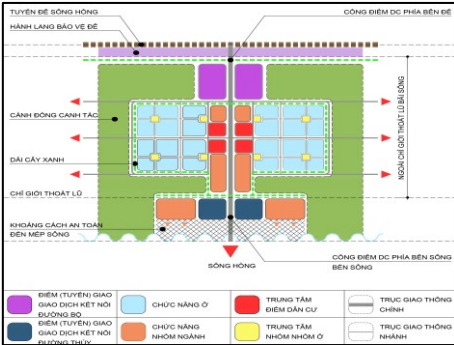 TUYẾN ĐÊ SÔNG HỒNG
CỔNG ĐIỂM DC PHÍA BÊN ĐÊ
HÀNH LANG BẢO VỆ ĐÊ
CÁNH ĐỒNG CANH TÁC
NGOÀI CHỈ GIỚI THOÁT LŨ BÃI SÔNG
DẢI CÂY XANH
CHỈ GIỚI THOÁT LŨ
KHOẢNG CÁCH AN TOÀN
ĐẾN MÉP SÔNG
SÔNG HỒNG
CỔNG ĐIỂM DC PHÍA BÊN SÔNG
BÊN SÔNG
ĐIỂM (TUYẾN) GIAO
GIAO DỊCH KẾT NỐI
ĐƯỜNG BỘ
CHỨC NĂNG Ở
TRUNG TÂM
ĐIỂM DÂN CƯ
TRỤC GIAO THÔNG
CHÍNH
ĐIỂM (TUYẾN) GIAO
GIAO DỊCH KẾT NỐI
ĐƯỜNG THỦY
CHỨC NĂNG
NHÓM NGÀNH
TRUNG TÂM
NHÓM NHÓM Ở
TRỤC GIAO THÔNG
NHÁNH